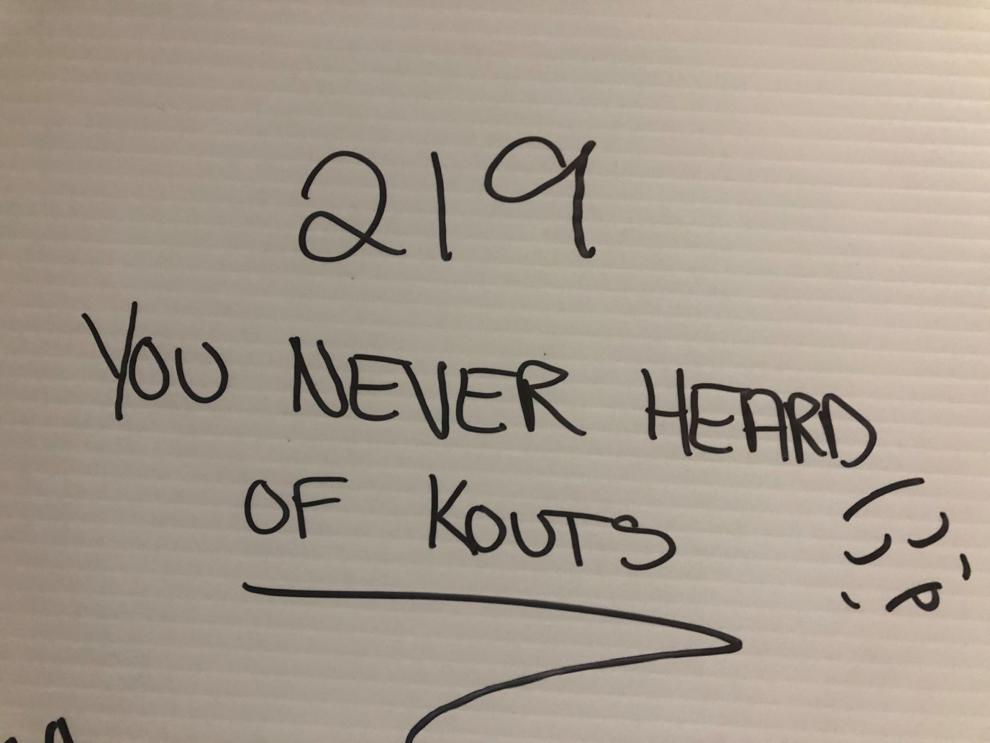 219
YOU NEVER HEARD
OF KOUTS